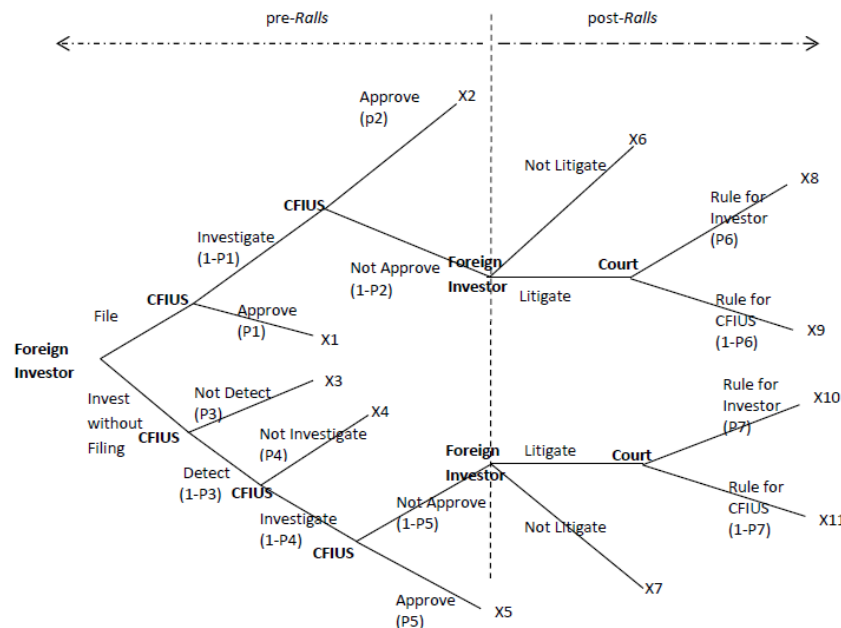 pre-Ralls
post-Ralls
Approve
(p2)
X2
Not Litigate
X6
CFIUS
Rule for
Investor
(P6)
X8
Investigate
(1-P1)
Not Approve
(1-P2)
Foreign
Investor
Litigate
Court
CFIUS
File
Approve
(P1)
X1
Rule for
CFIUS
(1-P6)
X9
Foreign
Investor
Invest
without
Filing
Not Detect
(P3)
X3
CFIUS
Not Investigate
(P4)
X4
Detect
(1-P3)
CFIUS
Foreign
Investor
Litigate
Court
Rule for
Investor
(P7)
X10
Investigate
(1-P4)
Not Approve
(1-P5)
CFIUS
Not Litigate
Rule for
CFIUS
(1-P7)
X11
X7
Approve
(P5)
X5